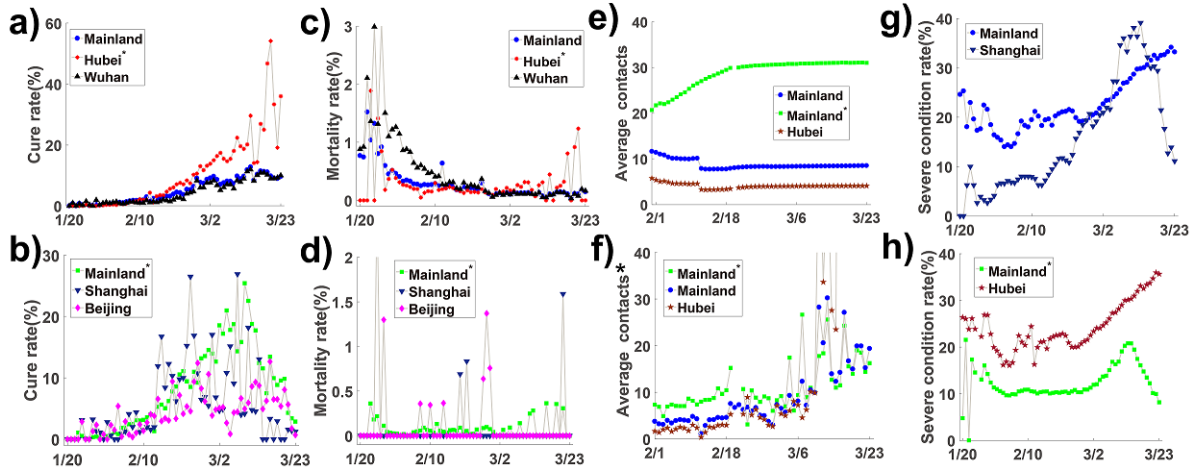 a)
Cure rate(%)
60
40
20
0
Mainland
Hubei*
Wuhan
1/20 2/10 3/2 3/23
c)
Mortality rate(%)
3
2
1
0
Mainland
Hubei*
Wuhan
1/20 2/10 3/2 3/23
e)
Average contacts
40
30
20
10
0
Mainland
Mainland*
Hubei
2/1 2/18 3/6 3/23
g)
Severe condition rate(%)
40
30
20
10
0
Mainland
Shanghai
1/20 2/10 3/2 3/23
b)
Cure rate(%)
30
20
10
0
Mainland*
Shanghai
Beijing
1/20 2/10 3/2 3/23
d)
Mortality rate(%)
2
1.5
1
0.5
0
Mainland*
Shanghai
Beijing
1/20 2/10 3/2 3/23
f)
Average contacts*
40
30
20
10
0
Mainland*
Mainland
Hubei
2/1 2/18 3/6 3/23
h)
Severe condition rate(%)
40
30
20
10
0
Mainland*
Hubei
1/20 2/10 3/2 3/23